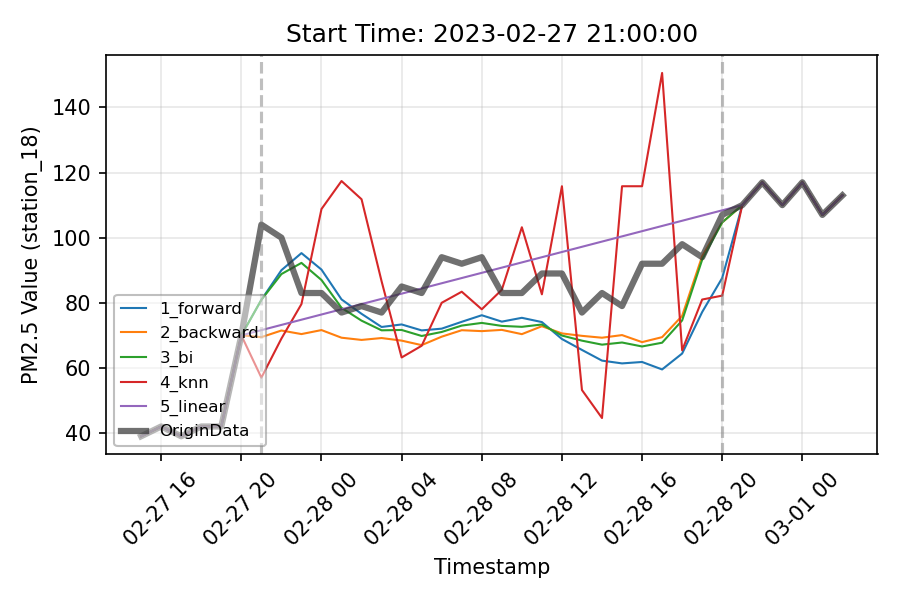 Start Time: 2023-02-27 21:00:00
PM2.5 Value (station_18)
140
120
100
80
60
40
1_forward
2_backward
3_bi
4_knn
5_linear
OriginData
02-27 16
02-27 20
02-28 00
02-28 04
02-28 08
02-28 12
02-28 16
02-28 20
03-01 00
Timestamp